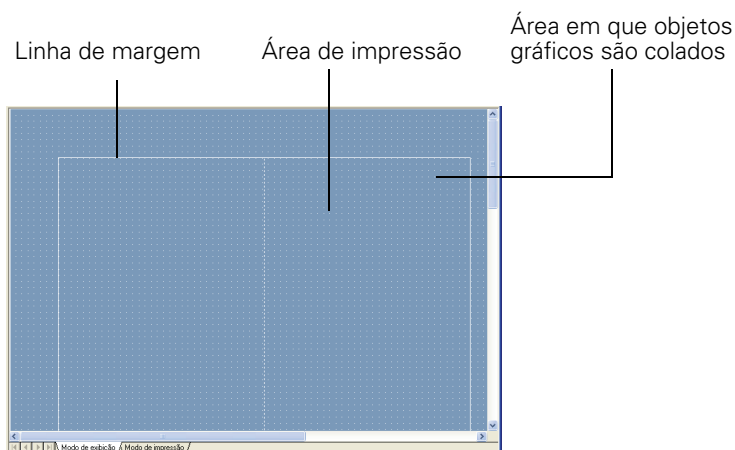 Linha de margem
Área de impressão
Área em que objetos
gráficos são colados
Modo de exibição
Modo de impressão